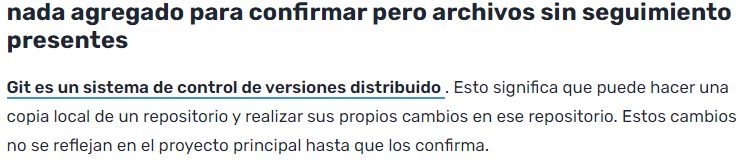 nada agregado para confirmar pero archivos sin seguimiento
presentes
Git es un sistema de control de versiones distribuido . Esto significa que puede hacer una
copia local de un repositorio y realizar sus propios cambios en ese repositorio. Estos cambios
no se reflejan en el proyecto principal hasta que los confirma.